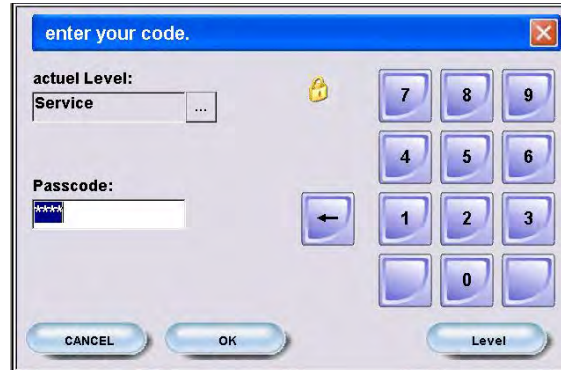 enter your code.
actuel Level:
Service ...
7 8 9
4 5 6
Passcode:
****
← 1 2 3
0
CANCEL OK Level